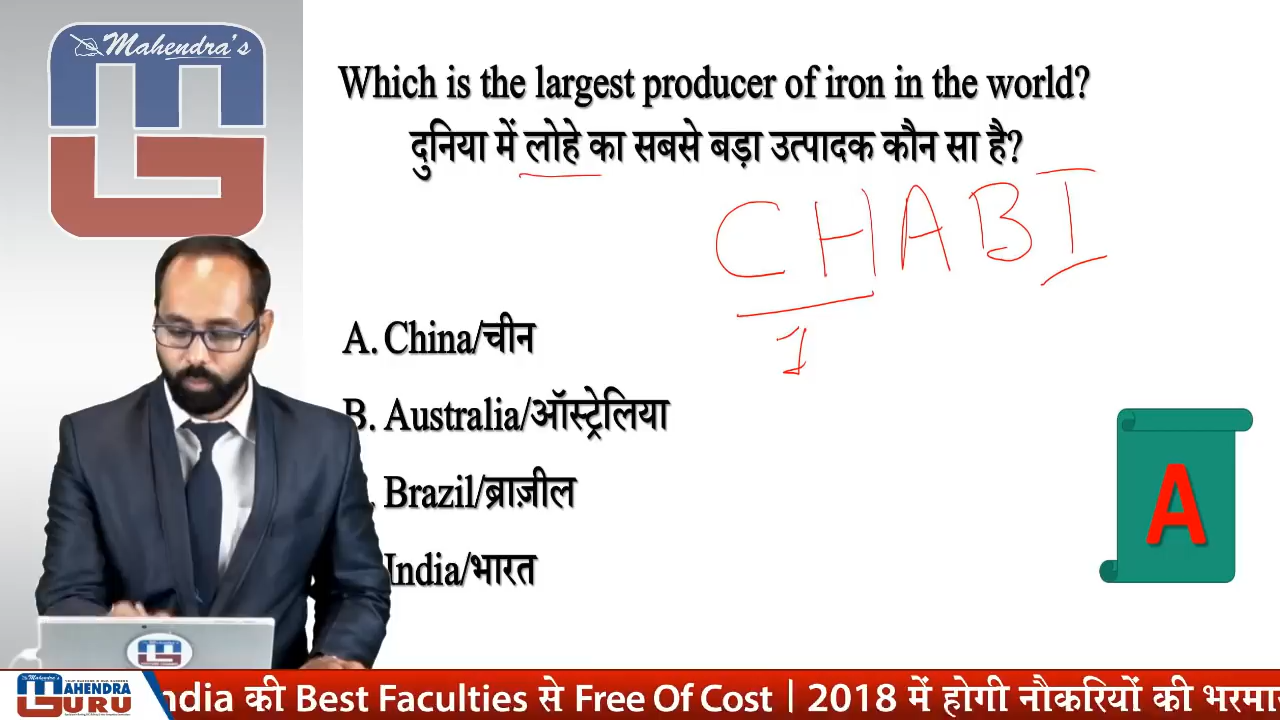 Mahendra's
Which is the largest producer of iron in the world?
दुनिया में लोहे का सबसे बड़ा उत्पादक कौन सा है?
CHABI
1
A. China/चीन
B. Australia/ऑस्ट्रेलिया
Brazil/ब्राज़ील
India/भारत
A
MAHENDRA
GURU
ndia की Best Faculties से Free Of Cost | 2018 में होगी नौकरियों की भरमा